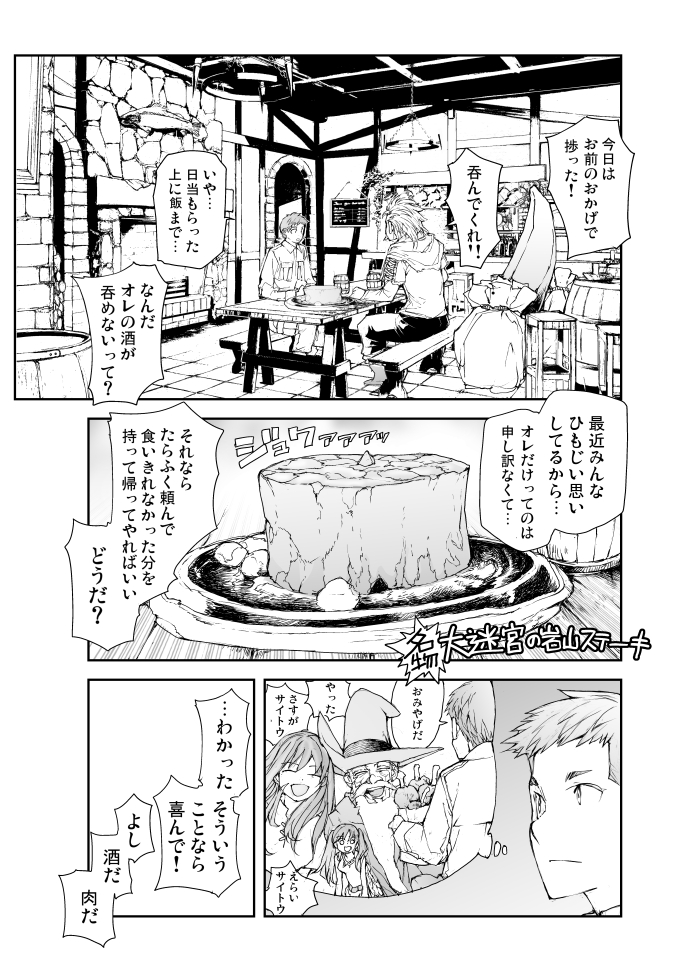 今日は
お前のおかげで
捗った！
呑んでくれ！！
いや…
日当もらった
上に飯まで…
なんだ
オレの酒が
呑めないって？
最近みんな
ひもじい思い
してるから…
オレだけってのは
申し訳なくて…
ジュウァァァッ
それなら
たらふく頼んで
食いきれなかった分を
持って帰ってやればいい
どうだ？
名物
大迷宮の岩山ステーキ
おみやげだ
やった
さすが
サイトウ
えらい
サイトウ
…わかった
そういう
ことなら
喜んで！
よし
酒だ
肉だ